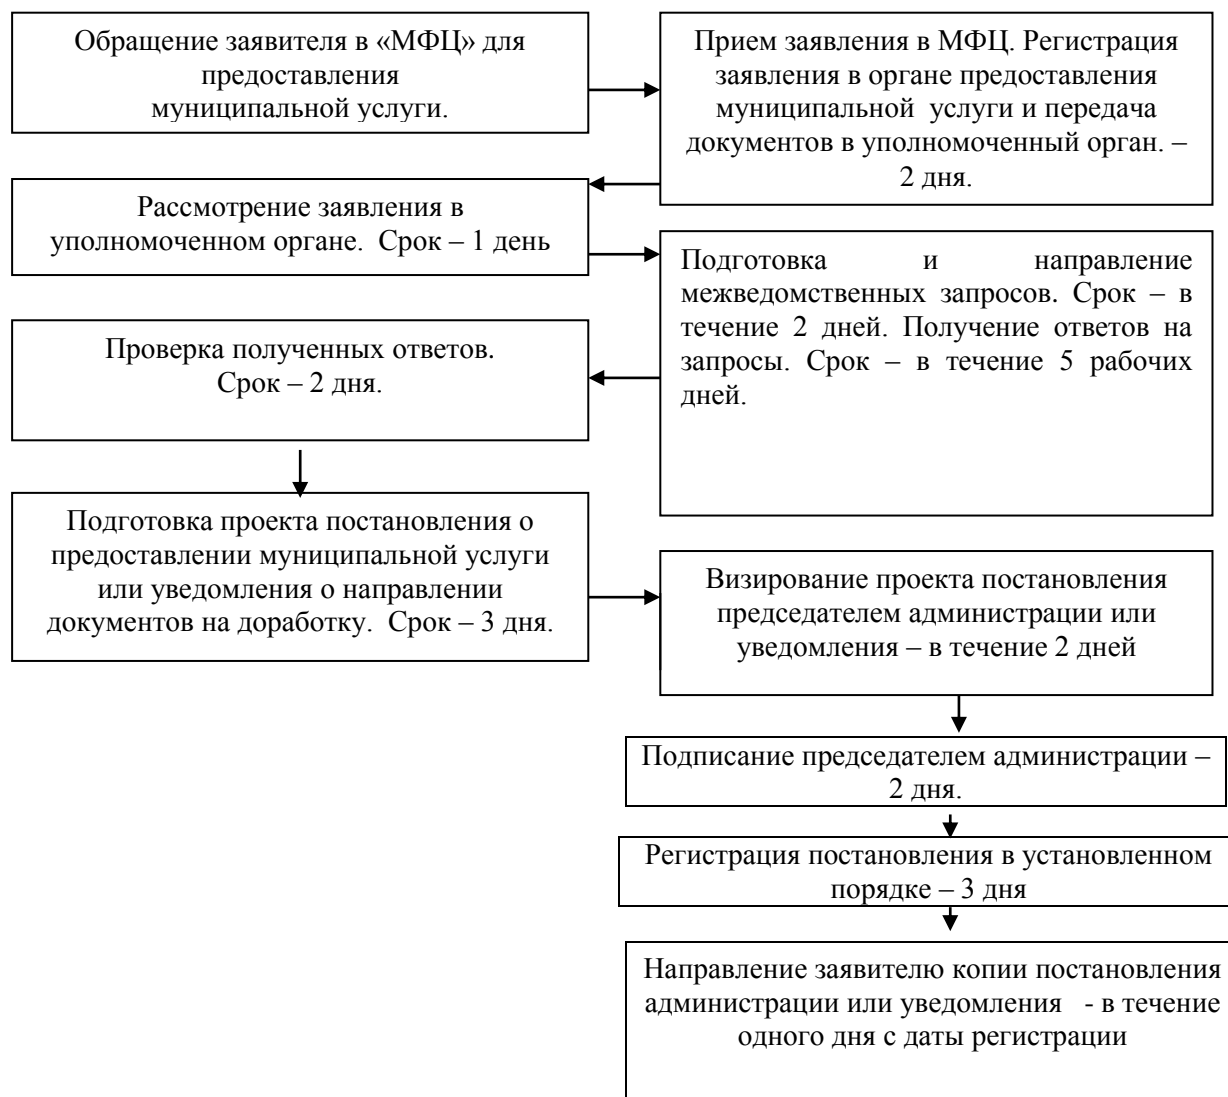 Обращение заявителя в «МФЦ» для
предоставления
муниципальной услуги.
Прием заявления в МФЦ. Регистрация
заявления в органе предоставления
муниципальной услуги и передача
документов в уполномоченный орган. –
2 дня.
Рассмотрение заявления в
уполномоченном органе. Срок – 1 день
Подготовка и направление
межведомственных запросов. Срок – в
течение 2 дней. Получение ответов на
запросы. Срок – в течение 5 рабочих
дней.
Проверка полученных ответов.
Срок – 2 дня.
Подготовка проекта постановления о
предоставлении муниципальной услуги
или уведомления о направлении
документов на доработку. Срок – 3 дня.
Визирование проекта постановления
председателем администрации или
уведомления – в течение 2 дней
Подписание председателем администрации –
2 дня.
Регистрация постановления в установленном
порядке – 3 дня
Направление заявителю копии постановления
администрации или уведомления - в течение
одного дня с даты регистрации